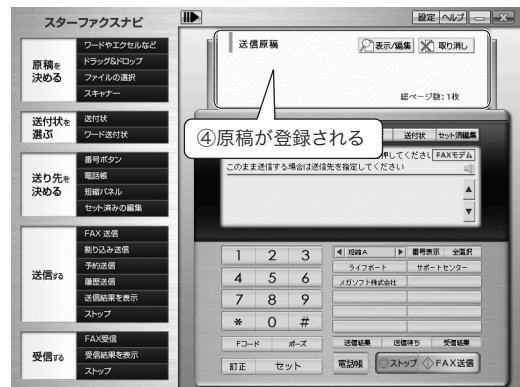 スターファクスナビ
設定 ヘルプ
原稿を決める
ワードやエクセルなど
ドラッグ&ドロップ
ファイルの選択
スキャナー
送付状を選ぶ
送付状
ワード送付状
送り先を決める
番号ボタン
電話帳
短縮パネル
セット済みの編集
送信する
FAX 送信
割り込み送信
予約送信
履歴送信
送信結果を表示
ストップ
受信する
FAX受信
受信結果を表示
ストップ
送信原稿
表示/編集 取り消し
総ページ数:1枚
④原稿が登録される
送付状 セット済編集
押してください FAXモデム
このまま送信する場合は送信先を指定してください
1 2 3
4 5 6
7 8 9
* 0 #
Fコード ポーズ
訂正 セット
短縮A 番号表示 全選択
ライフボート サポートセンター
メガソフト株式会社
送信結果 送信待ち 受信結果
電話帳 ストップ FAX送信